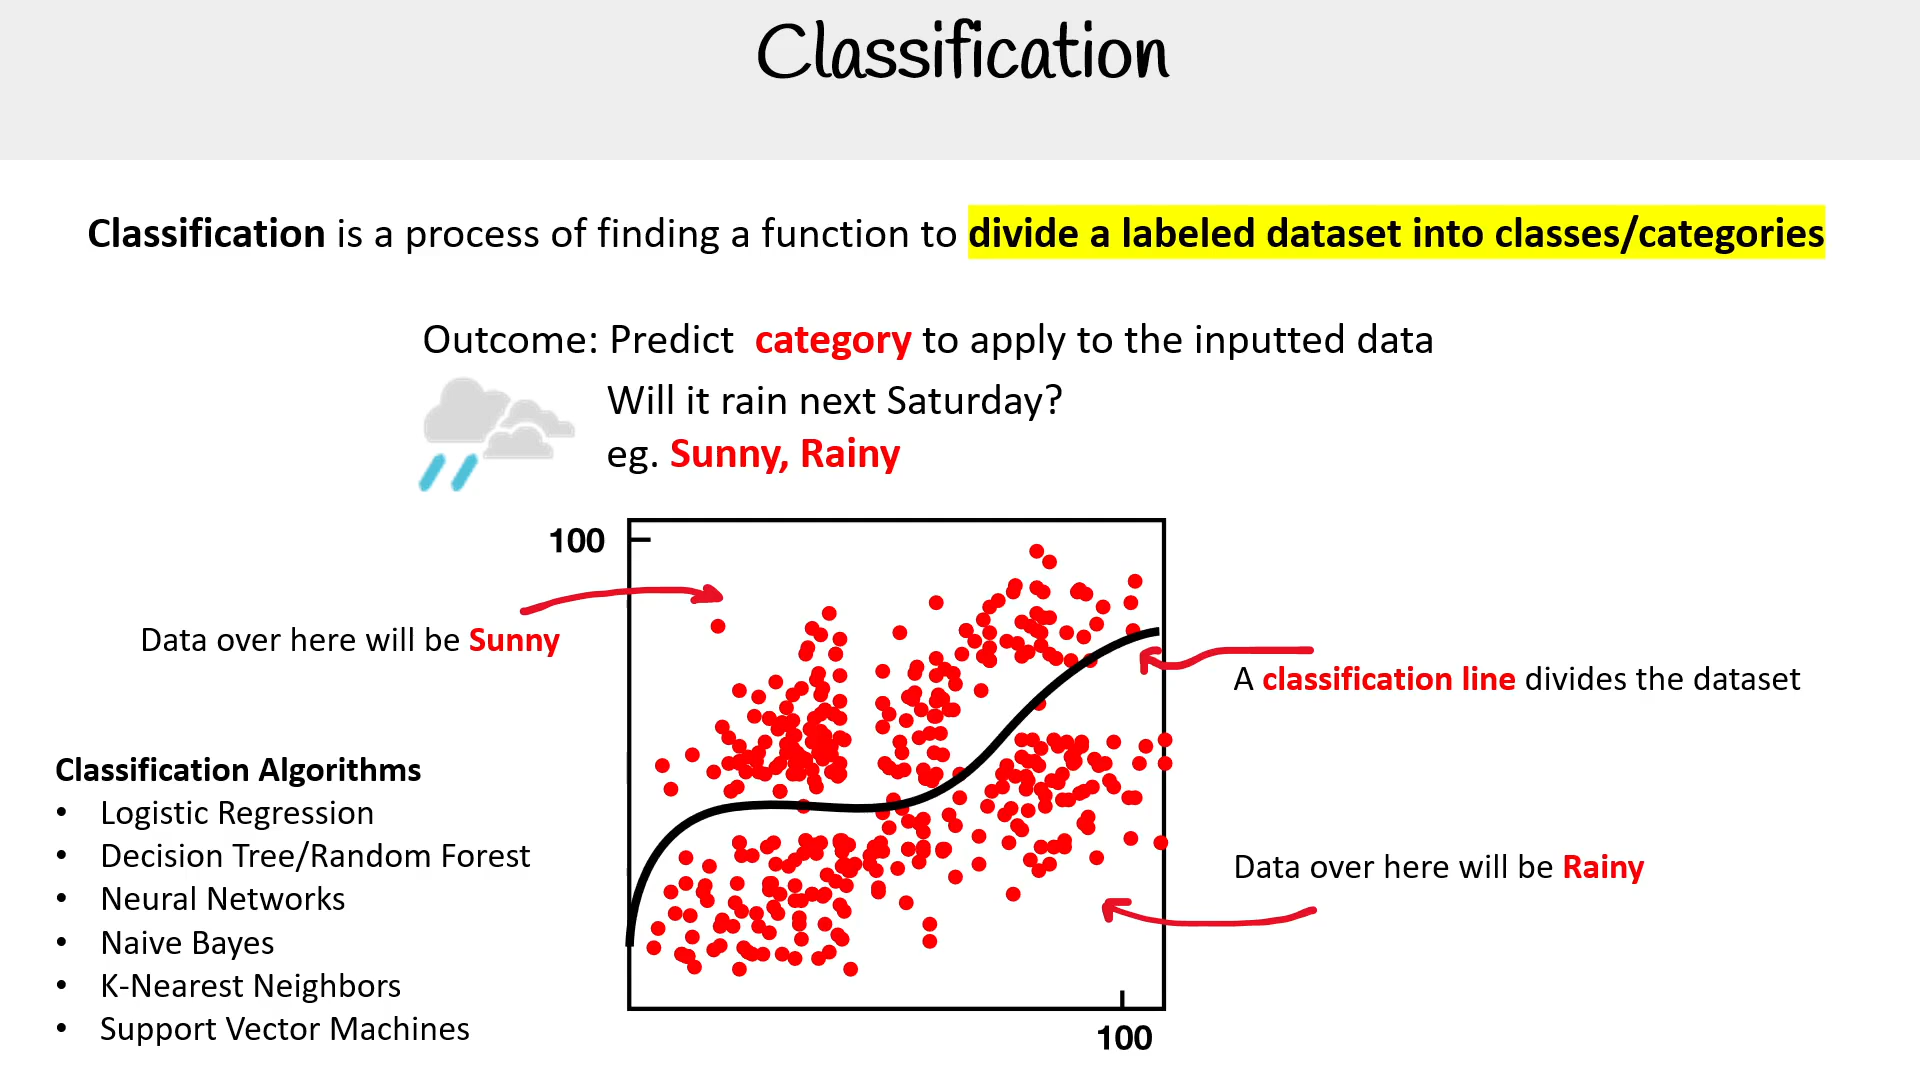 Classification
Classification is a process of finding a function to divide a labeled dataset into classes/categories
Outcome: Predict category to apply to the inputted data
Will it rain next Saturday?
eg. Sunny, Rainy
100
Data over here will be Sunny
A classification line divides the dataset
Classification Algorithms
• Logistic Regression
• Decision Tree/Random Forest
• Neural Networks
• Naive Bayes
• K-Nearest Neighbors
• Support Vector Machines
Data over here will be Rainy
100